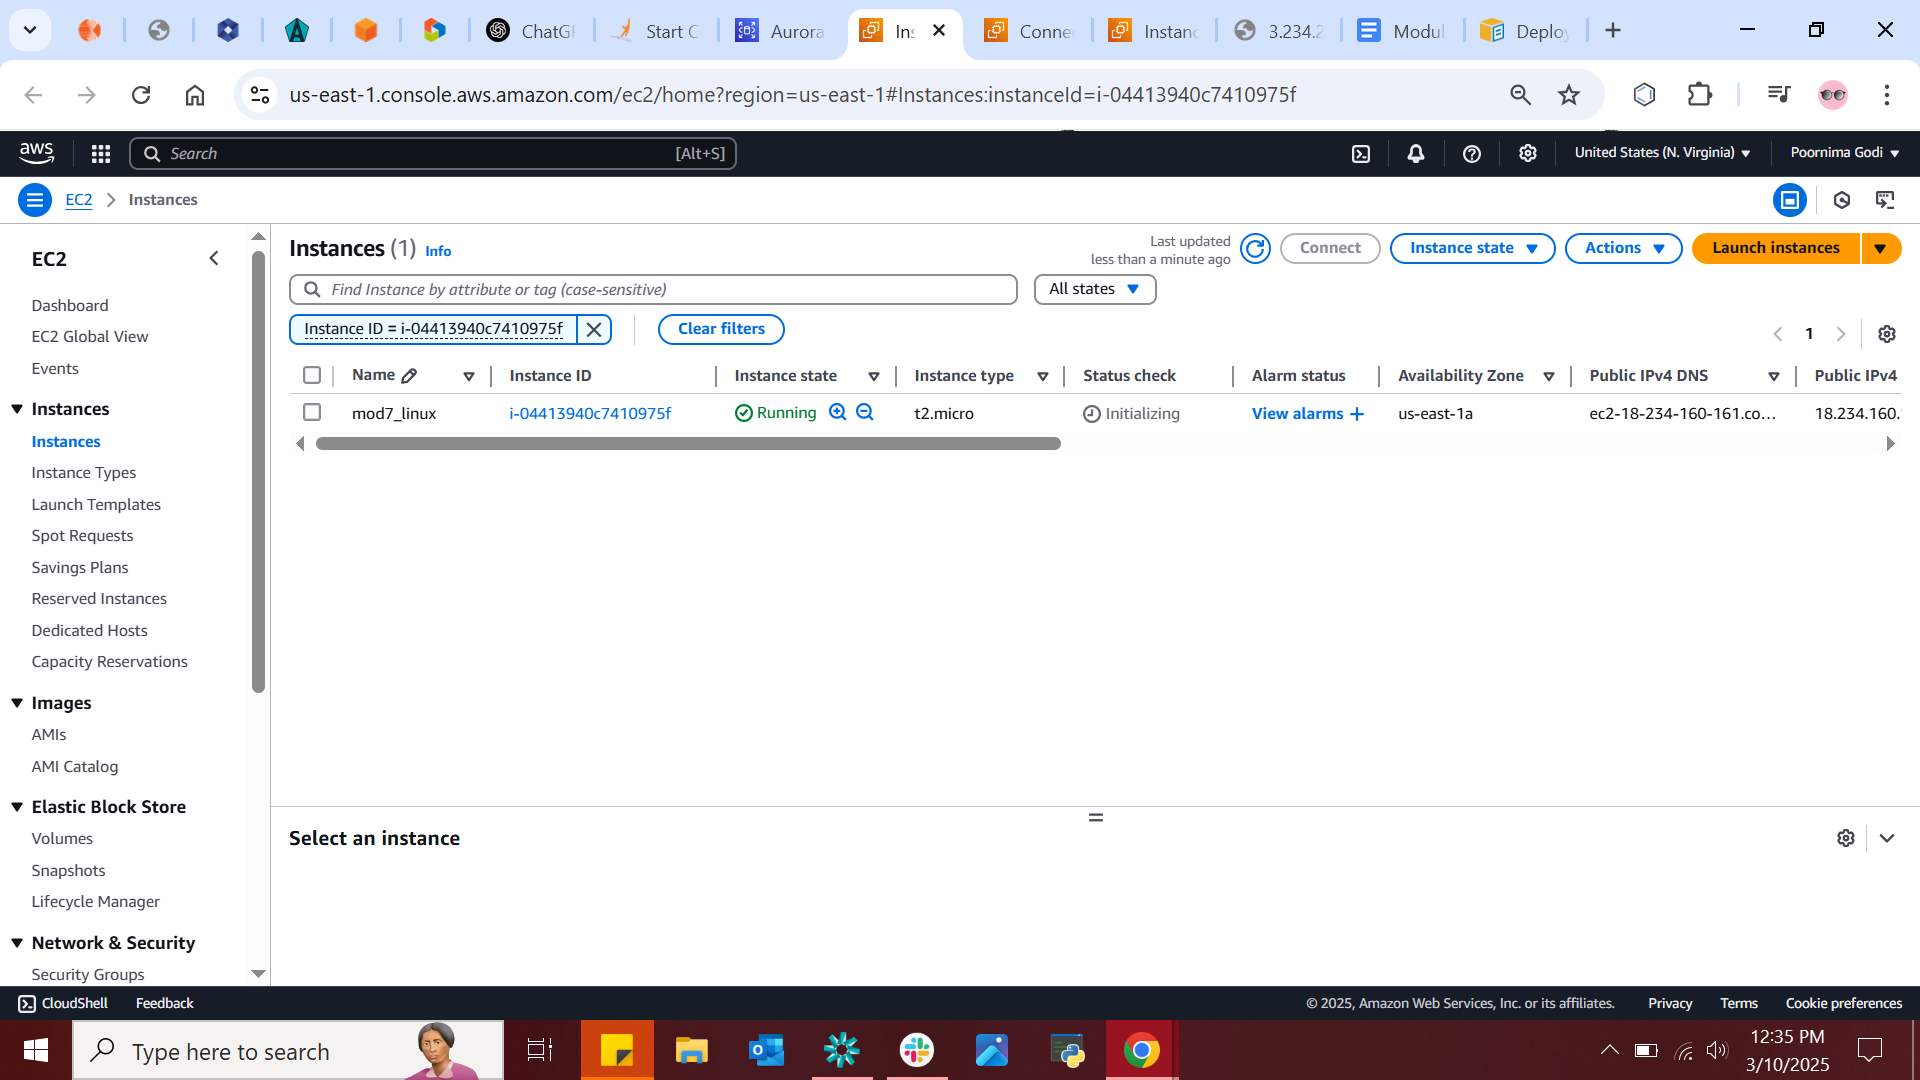 ChatG
Start C
Aurora
Ins
Conne
Instanc
3.234.2
Modul
Deploy
us-east-1.console.aws.amazon.com/ec2/home?region=us-east-1#Instances:instanceId=i-04413940c7410975f
aws
Search [Alt+S]
United States (N. Virginia)
Poornima Godi
EC2 Instances
EC2
Dashboard
EC2 Global View
Events
Instances
Instances
Instance Types
Launch Templates
Spot Requests
Savings Plans
Reserved Instances
Dedicated Hosts
Capacity Reservations
Images
AMIs
AMI Catalog
Elastic Block Store
Volumes
Snapshots
Lifecycle Manager
Network & Security
Security Groups
Instances (1) Info
Last updated
less than a minute ago
Connect
Instance state
Actions
Launch instances
Find Instance by attribute or tag (case-sensitive)
All states
Instance ID = i-04413940c7410975f
Clear filters
1
Name Instance ID Instance state Instance type Status check Alarm status Availability Zone Public IPv4 DNS Public IPv4
mod7_linux i-04413940c7410975f Running t2.micro Initializing View alarms + us-east-1a ec2-18-234-160-161.co... 18.234.160.
Select an instance
CloudShell Feedback
© 2025, Amazon Web Services, Inc. or its affiliates. Privacy Terms Cookie preferences
Type here to search
12:35 PM
3/10/2025